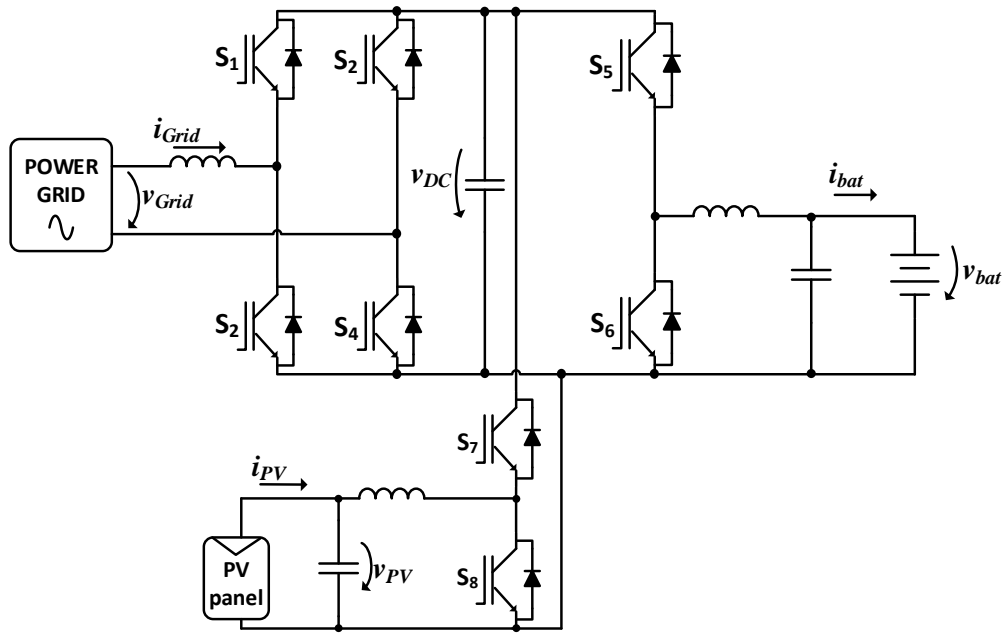 S1
S2
S5
iGrid
POWER
GRID
vGrid
vDC
ibat
vbat
S2
S4
S6
S7
iPV
PV
panel
vPV
S8